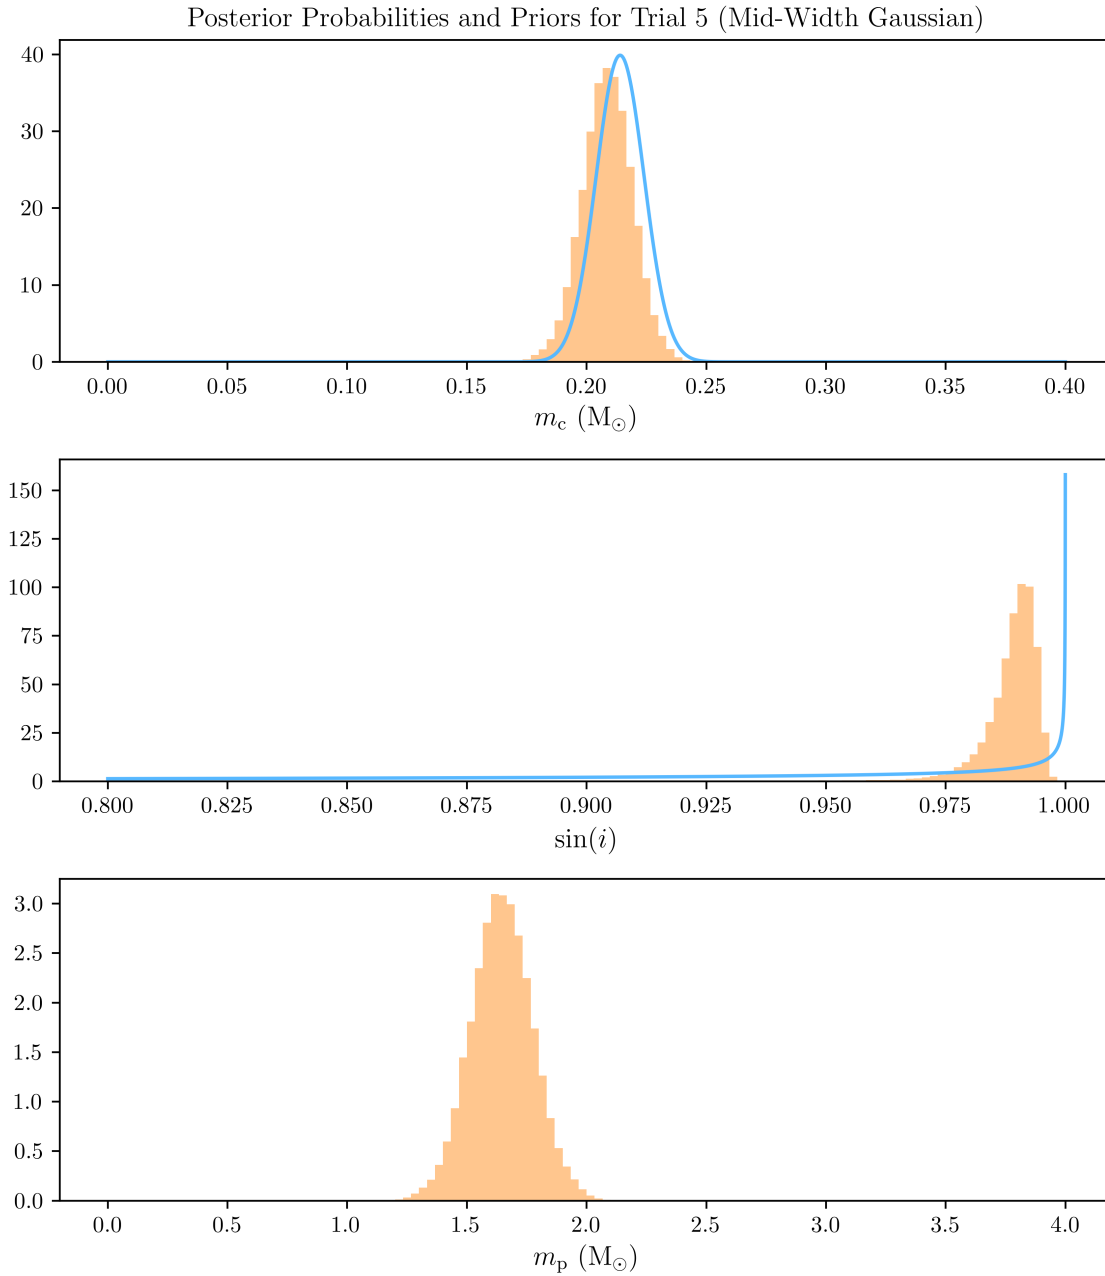 Posterior Probabilities and Priors for Trial 5 (Mid-Width Gaussian)
40
30
20
10
0
0.00 0.05 0.10 0.15 0.20 0.25 0.30 0.35 0.40
m_c (M_⊙)
150
125
100
75
50
25
0
0.800 0.825 0.850 0.875 0.900 0.925 0.950 0.975 1.000
sin(i)
3.0
2.5
2.0
1.5
1.0
0.5
0.0
0.0 0.5 1.0 1.5 2.0 2.5 3.0 3.5 4.0
m_p (M_⊙)